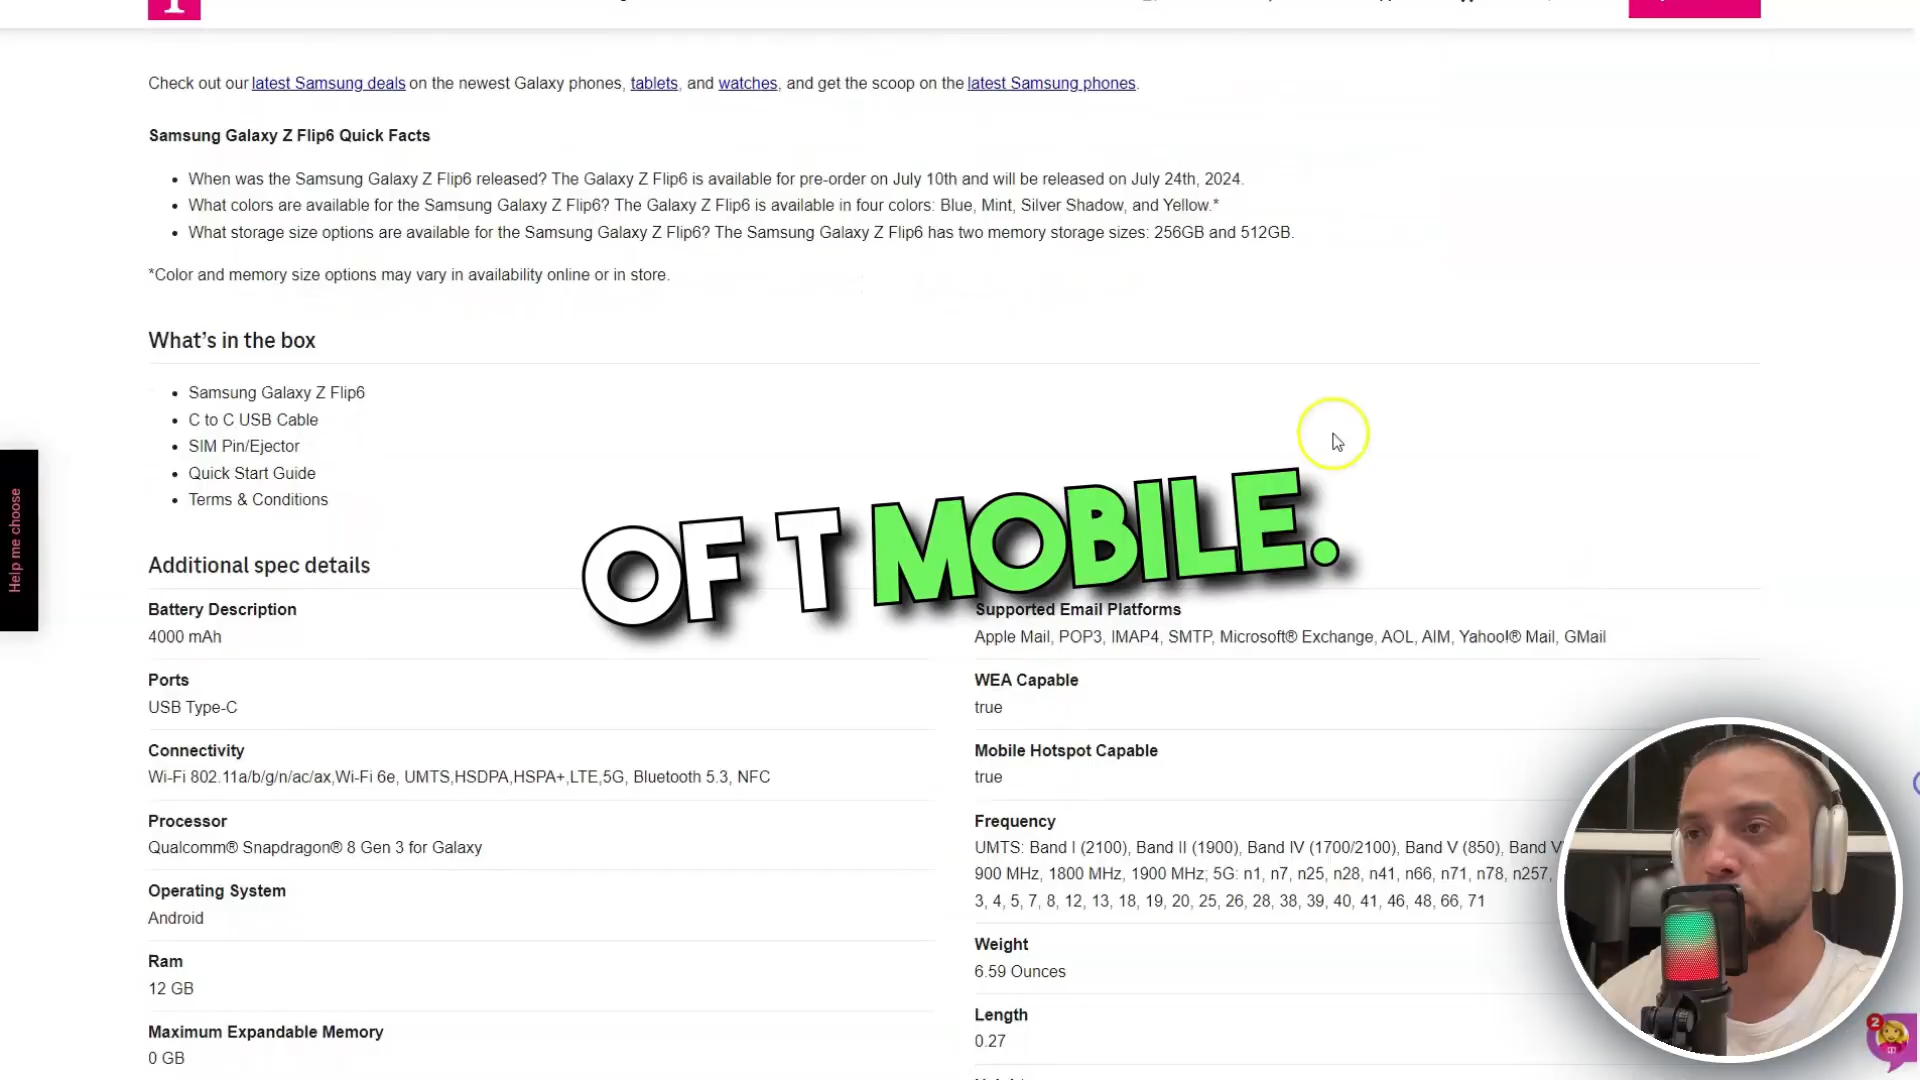 Check out our latest Samsung deals on the newest Galaxy phones, tablets, and watches, and get the scoop on the latest Samsung phones.
Samsung Galaxy Z Flip6 Quick Facts
• When was the Samsung Galaxy Z Flip6 released? The Galaxy Z Flip6 is available for pre-order on July 10th and will be released on July 24th, 2024.
• What colors are available for the Samsung Galaxy Z Flip6? The Galaxy Z Flip6 is available in four colors: Blue, Mint, Silver Shadow, and Yellow.*
• What storage size options are available for the Samsung Galaxy Z Flip6? The Samsung Galaxy Z Flip6 has two memory storage sizes: 256GB and 512GB.
*Color and memory size options may vary in availability online or in store.
What's in the box
• Samsung Galaxy Z Flip6
• C to C USB Cable
• SIM Pin/Ejector
• Quick Start Guide
• Terms & Conditions
Help me choose
OF T MOBILE.
Additional spec details
Battery Description
4000 mAh
Ports
USB Type-C
Connectivity
Wi-Fi 802.11a/b/g/n/ac/ax,Wi-Fi 6e, UMTS,HSDPA,HSPA+,LTE,5G, Bluetooth 5.3, NFC
Processor
Qualcomm® Snapdragon® 8 Gen 3 for Galaxy
Operating System
Android
Ram
12 GB
Maximum Expandable Memory
0 GB
Supported Email Platforms
Apple Mail, POP3, IMAP4, SMTP, Microsoft® Exchange, AOL, AIM, Yahoo!® Mail, GMail
WEA Capable
true
Mobile Hotspot Capable
true
Frequency
UMTS: Band I (2100), Band II (1900), Band IV (1700/2100), Band V (850), Band V
900 MHz, 1800 MHz, 1900 MHz; 5G: n1, n7, n25, n28, n41, n66, n71, n78, n257,
3, 4, 5, 7, 8, 12, 13, 18, 19, 20, 25, 26, 28, 38, 39, 40, 41, 46, 48, 66, 71
Weight
6.59 Ounces
Length
0.27
2